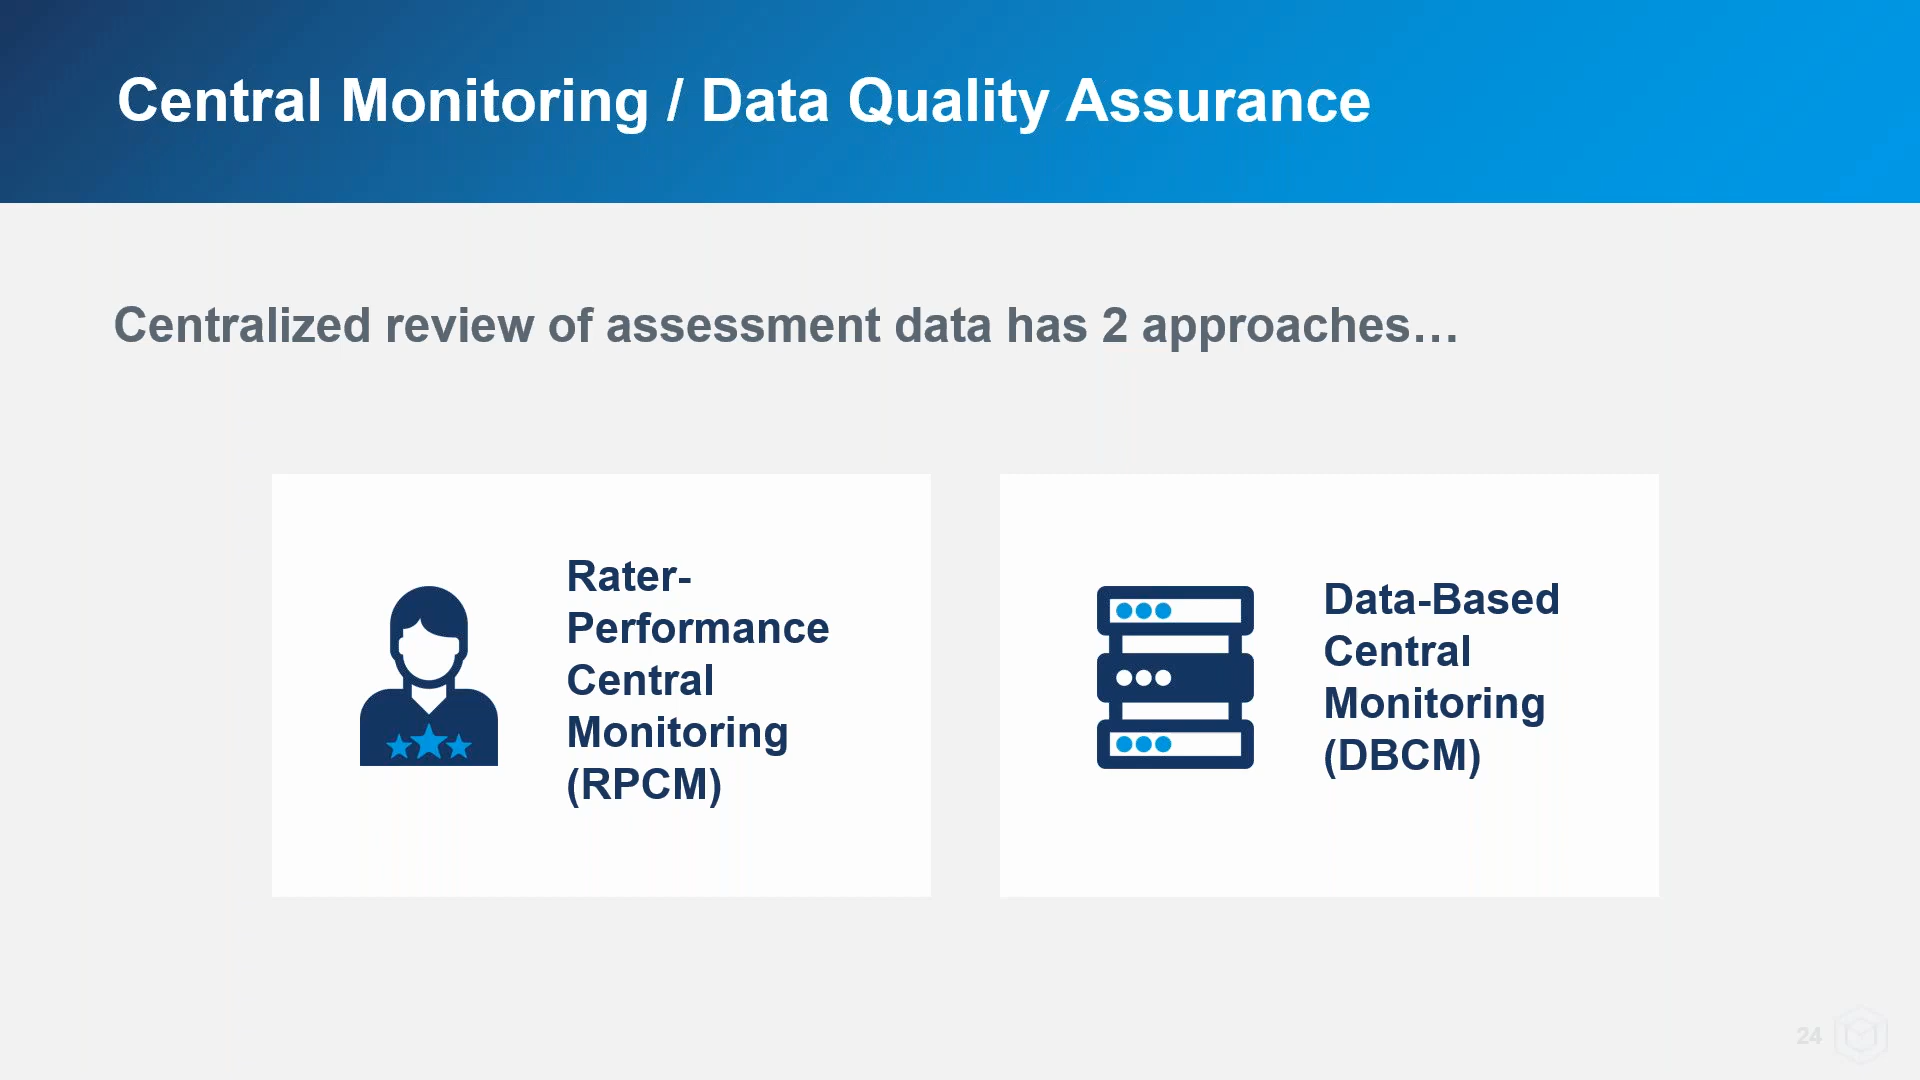 Central Monitoring / Data Quality Assurance
Centralized review of assessment data has 2 approaches…
Rater-
Performance
Central
Monitoring
(RPCM)
Data-Based
Central
Monitoring
(DBCM)
24